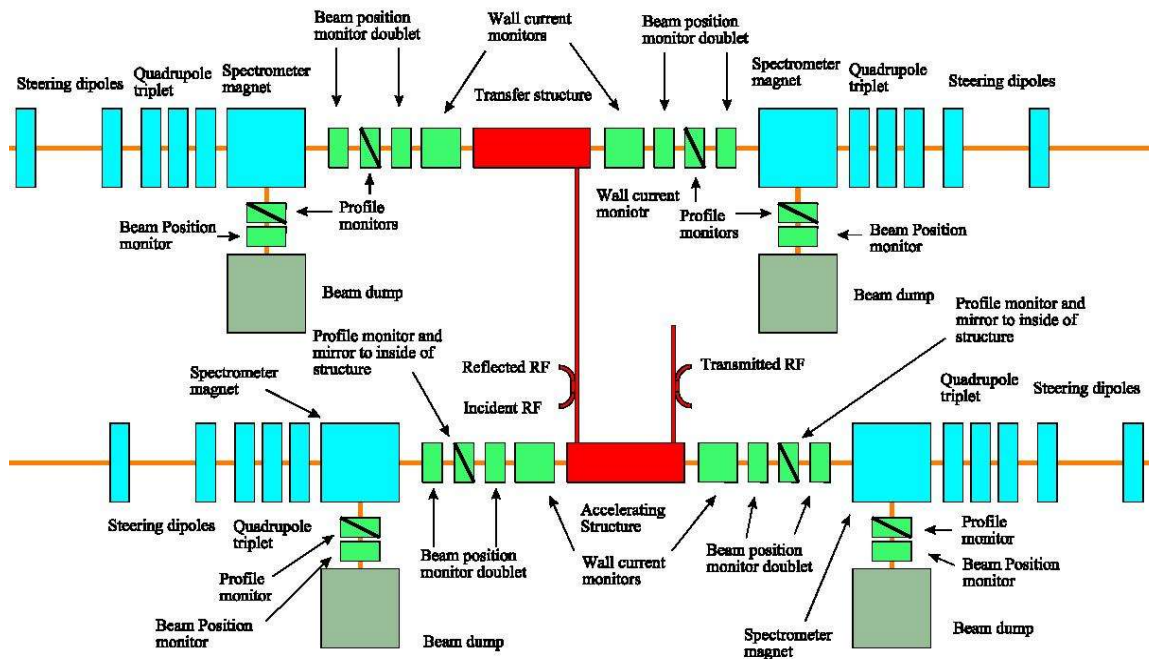 Beam position
monitor doublet
Wall current
monitors
Beam position
monitor doublet
Steering dipoles
Quadrupole
triplet
Spectrometer
magnet
Transfer structure
Spectrometer
magnet
Quadrupole
triplet
Steering dipoles
Profile
monitors
Beam Position
monitor
Wall current
moniotr
Profile
monitors
Beam Position
monitor
Beam dump
Beam dump
Profile monitor and
mirror to inside of
structure
Profile monitor and
mirror to inside of
structure
Spectrometer
magnet
Reflected RF
Transmitted RF
Incident RF
Quadrupole
triplet
Steering dipoles
Steering dipoles
Quadrupole
triplet
Accelerating
Structure
Beam position
monitor doublet
Wall current
monitors
Beam position
monitor doublet
Profile
monitor
Beam Position
monitor
Profile
monitor
Beam Position
monitor
Beam dump
Spectrometer
magnet
Beam dump